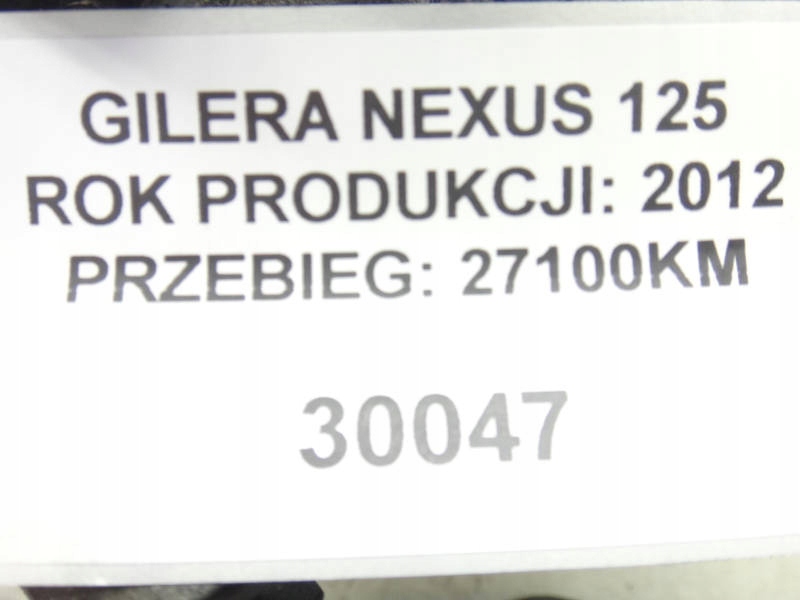 GILERA NEXUS 125
ROK PRODUKCJI: 2012
PRZEBIEG: 27100KM
30047